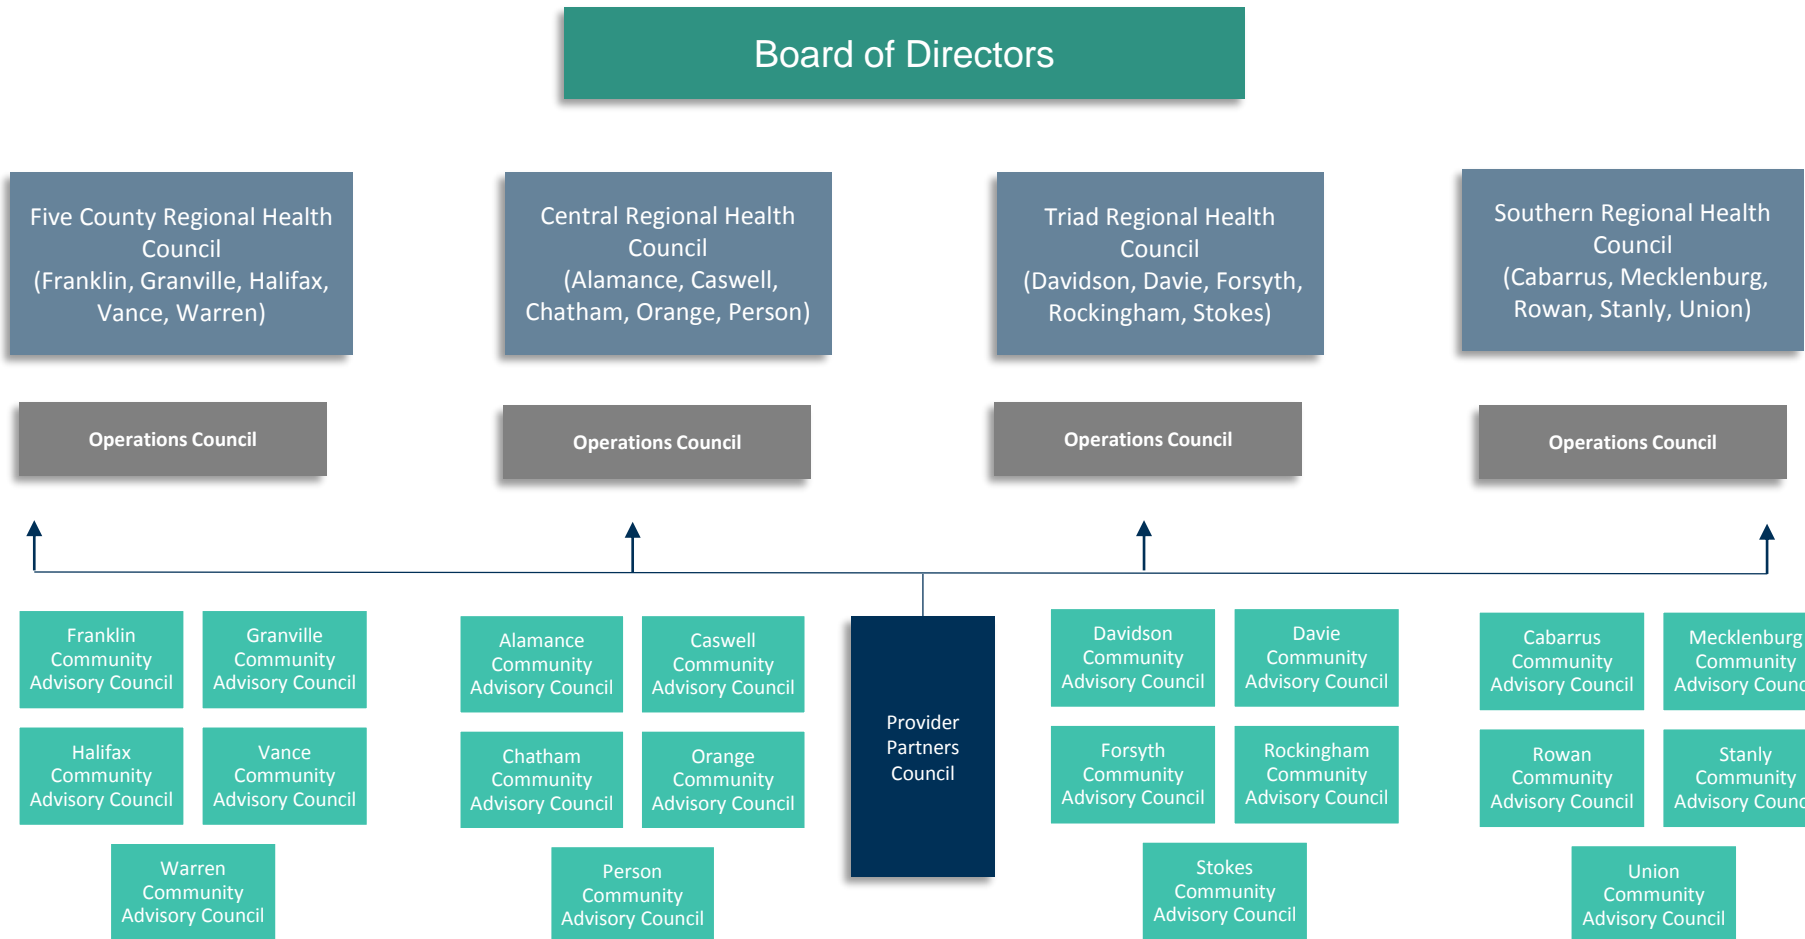 Board of Directors
Five County Regional Health
Council
(Franklin, Granville, Halifax,
Vance, Warren)
Central Regional Health
Council
(Alamance, Caswell,
Chatham, Orange, Person)
Triad Regional Health
Council
(Davidson, Davie, Forsyth,
Rockingham, Stokes)
Southern Regional Health
Council
(Cabarrus, Mecklenburg,
Rowan, Stanly, Union)
Operations Council
Operations Council
Operations Council
Operations Council
Franklin
Community
Advisory Council
Granville
Community
Advisory Council
Halifax
Community
Advisory Council
Vance
Community
Advisory Council
Warren
Community
Advisory Council
Alamance
Community
Advisory Council
Caswell
Community
Advisory Council
Chatham
Community
Advisory Council
Orange
Community
Advisory Council
Person
Community
Advisory Council
Provider
Partners
Council
Davidson
Community
Advisory Council
Davie
Community
Advisory Council
Forsyth
Community
Advisory Council
Rockingham
Community
Advisory Council
Stokes
Community
Advisory Council
Cabarrus
Community
Advisory Council
Mecklenburg
Community
Advisory Counc
Rowan
Community
Advisory Council
Stanly
Community
Advisory Counc
Union
Community
Advisory Council